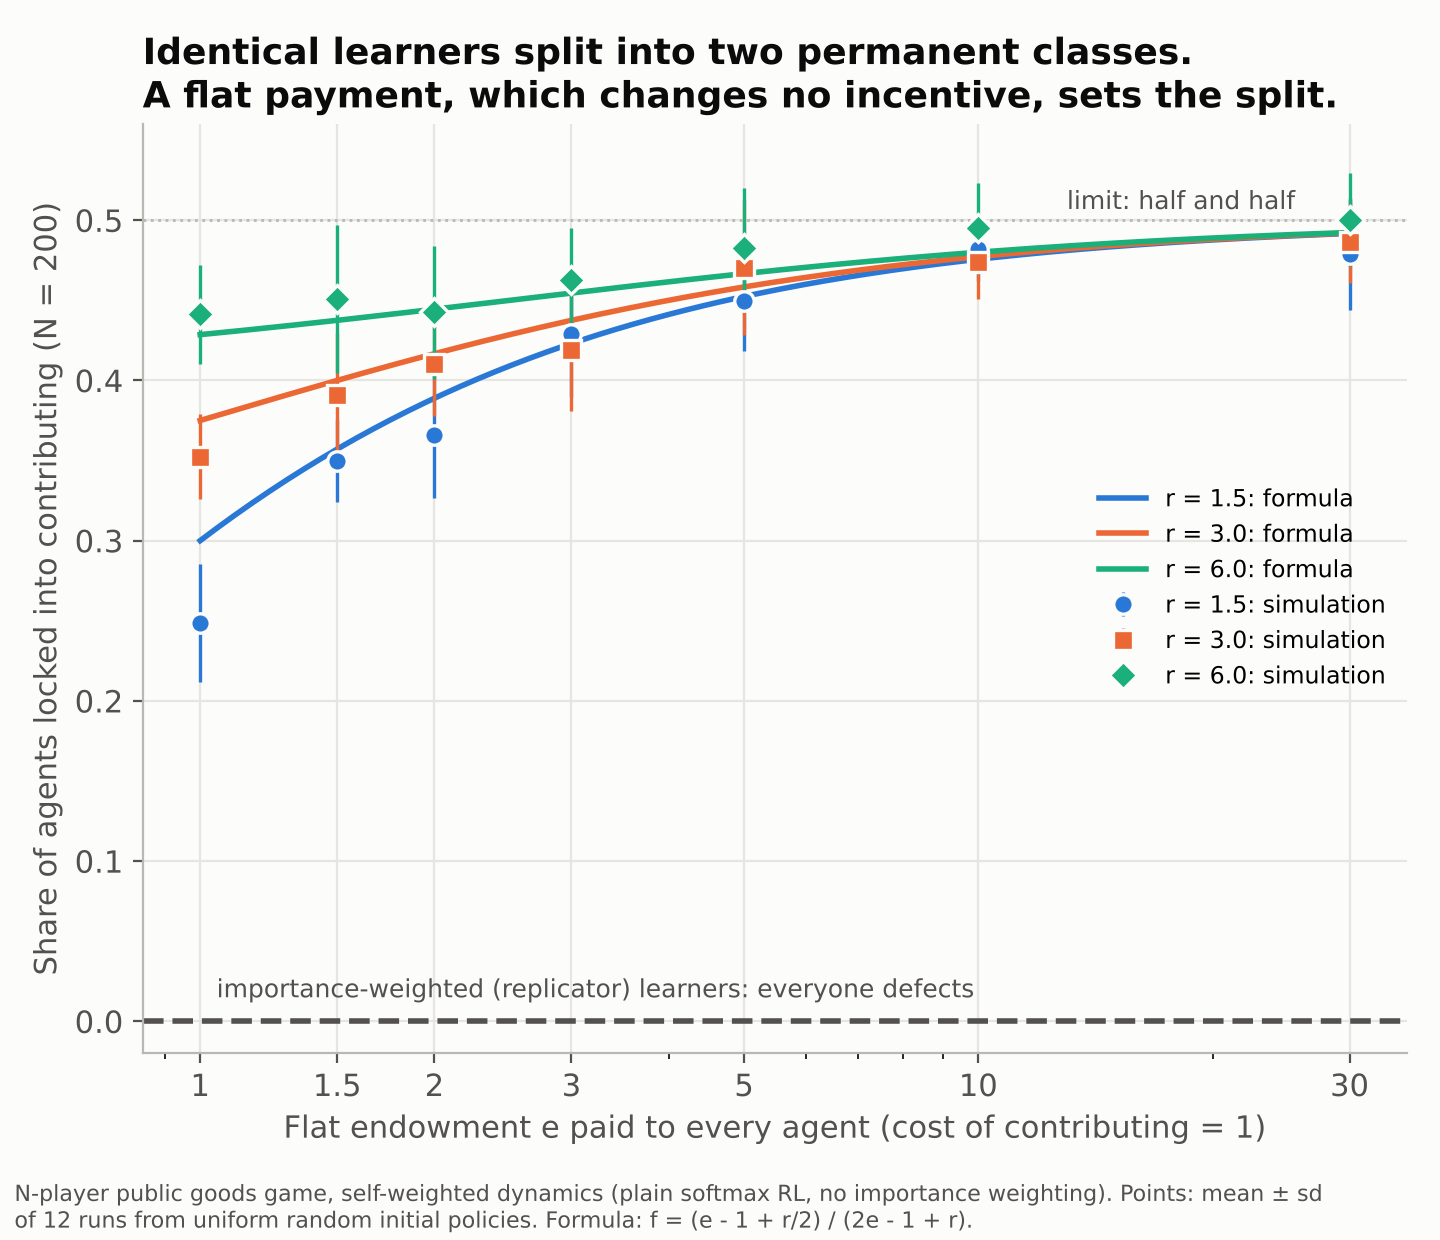 Identical learners split into two permanent classes.
A flat payment, which changes no incentive, sets the split.
Share of agents locked into contributing (N = 200)
0.5
0.4
0.3
0.2
0.1
0.0
limit: half and half
r = 1.5: formula
r = 3.0: formula
r = 6.0: formula
r = 1.5: simulation
r = 3.0: simulation
r = 6.0: simulation
importance-weighted (replicator) learners: everyone defects
1 1.5 2 3 5 10 30
Flat endowment e paid to every agent (cost of contributing = 1)
N-player public goods game, self-weighted dynamics (plain softmax RL, no importance weighting). Points: mean ± sd
of 12 runs from uniform random initial policies. Formula: f = (e - 1 + r/2) / (2e - 1 + r).